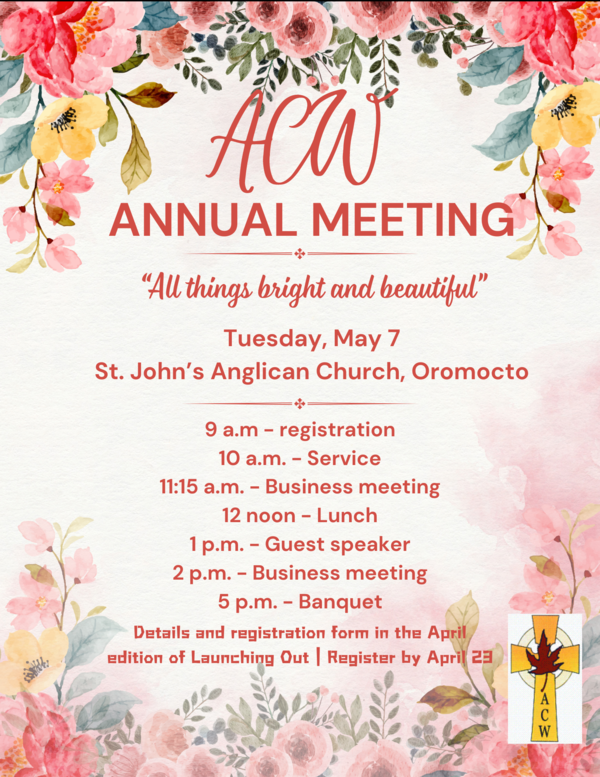 ACW
ANNUAL MEETING
“All things bright and beautiful”
Tuesday, May 7
St. John’s Anglican Church, Oromocto
9 a.m - registration
10 a.m. - Service
11:15 a.m. - Business meeting
12 noon - Lunch
1 p.m. - Guest speaker
2 p.m. - Business meeting
5 p.m. - Banquet
Details and registration form in the April
edition of Launching Out | Register by April 23
A
C
W